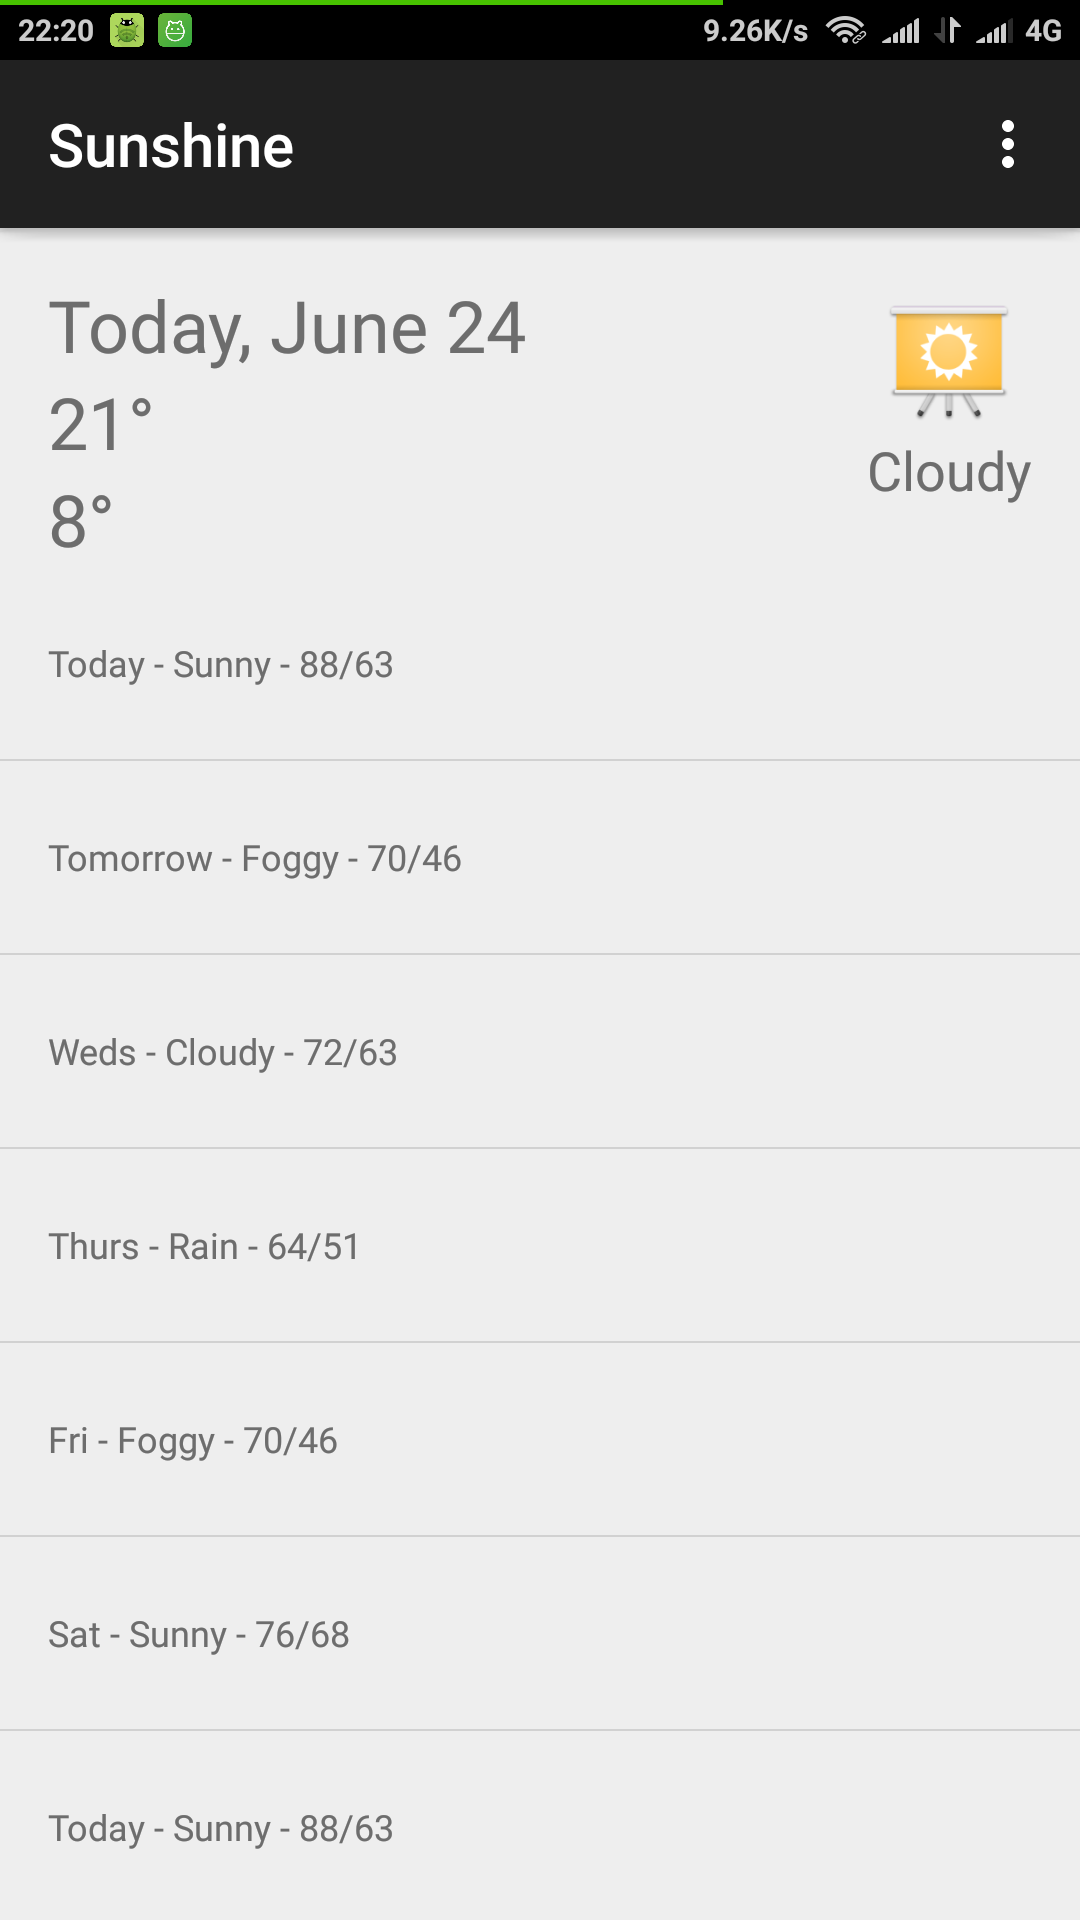 22:20 9.26K/s 4G
Sunshine
Today, June 24
21°
8°
Cloudy
Today - Sunny - 88/63
Tomorrow - Foggy - 70/46
Weds - Cloudy - 72/63
Thurs - Rain - 64/51
Fri - Foggy - 70/46
Sat - Sunny - 76/68
Today - Sunny - 88/63